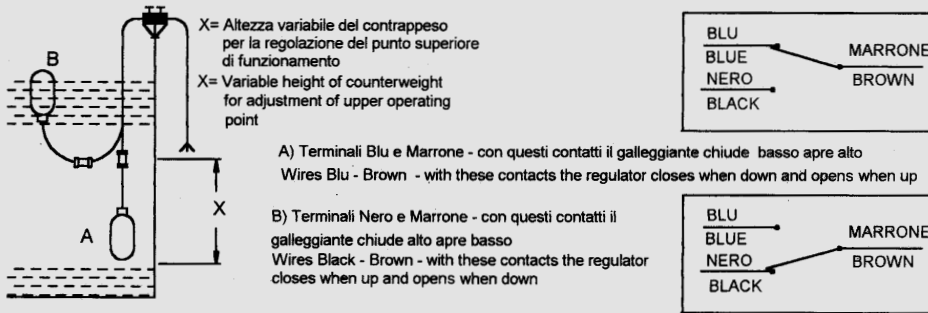 X= Altezza variabile del contrappeso
per la regolazione del punto superiore
di funzionamento
X= Variable height of counterweight
for adjustment of upper operating
point
B
A
X
BLU
BLUE
NERO
BLACK
MARRONE
BROWN
A) Terminali Blu e Marrone - con questi contatti il galleggiante chiude basso apre alto
Wires Blu - Brown - with these contacts the regulator closes when down and opens when up
B) Terminali Nero e Marrone - con questi contatti il
galleggiante chiude alto apre basso
Wires Black - Brown - with these contacts the regulator
closes when up and opens when down
BLU
BLUE
NERO
BLACK
MARRONE
BROWN